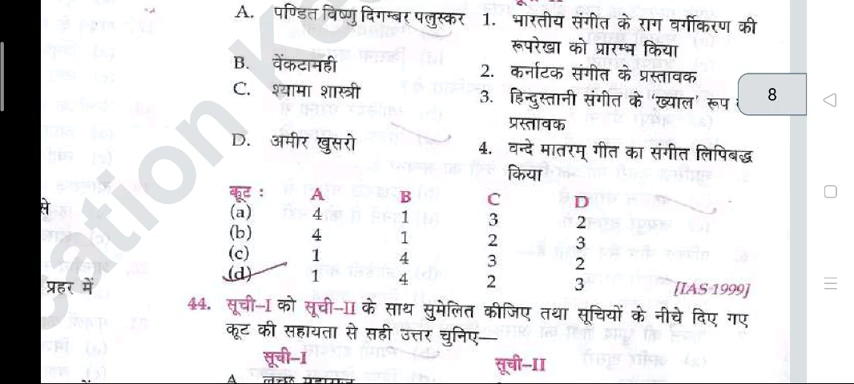 A. पण्डित विष्णु दिगम्बर पलुस्कर 1. भारतीय संगीत के राग वर्गीकरण की
रूपरेखा को प्रारम्भ किया
B. वेंकटामही
2. कर्नाटक संगीत के प्रस्तावक
C. श्यामा शास्त्री
3. हिन्दुस्तानी संगीत के 'ख्याल' रूप
प्रस्तावक
8
D. अमीर खुसरो
4. वन्दे मातरम् गीत का संगीत लिपिबद्ध
किया
कूट : A B C D
(a) 4 1 3 2
(b) 4 1 2 3
(c) 1 4 3 2
(d) 1 4 2 3
[IAS 1999]
से
प्रहर में
44. सूची-I को सूची-II के साथ सुमेलित कीजिए तथा सूचियों के नीचे दिए गए
कूट की सहायता से सही उत्तर चुनिए—
सूची-I सूची-II
A.
cation